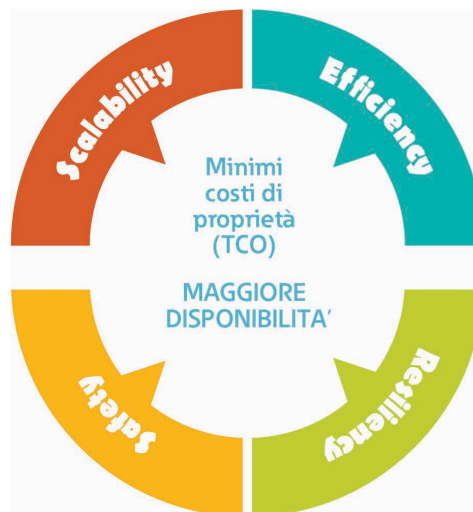 Scalability
Efficiency
Minimi
costi di
proprietà
(TCO)
MAGGIORE
DISPONIBILITA’
Safety
Resiliency